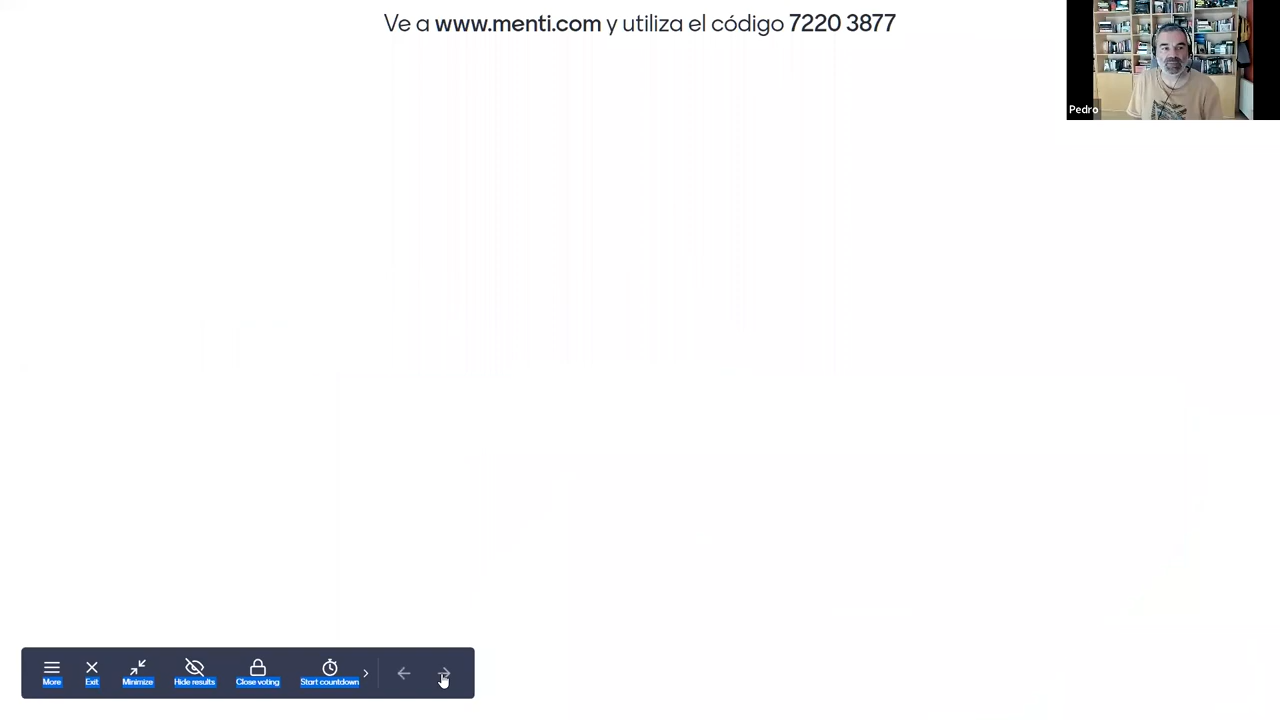 Ve a www.menti.com y utiliza el código 7220 3877
Pedro
More Exit Minimize Hide results Close voting Start countdown